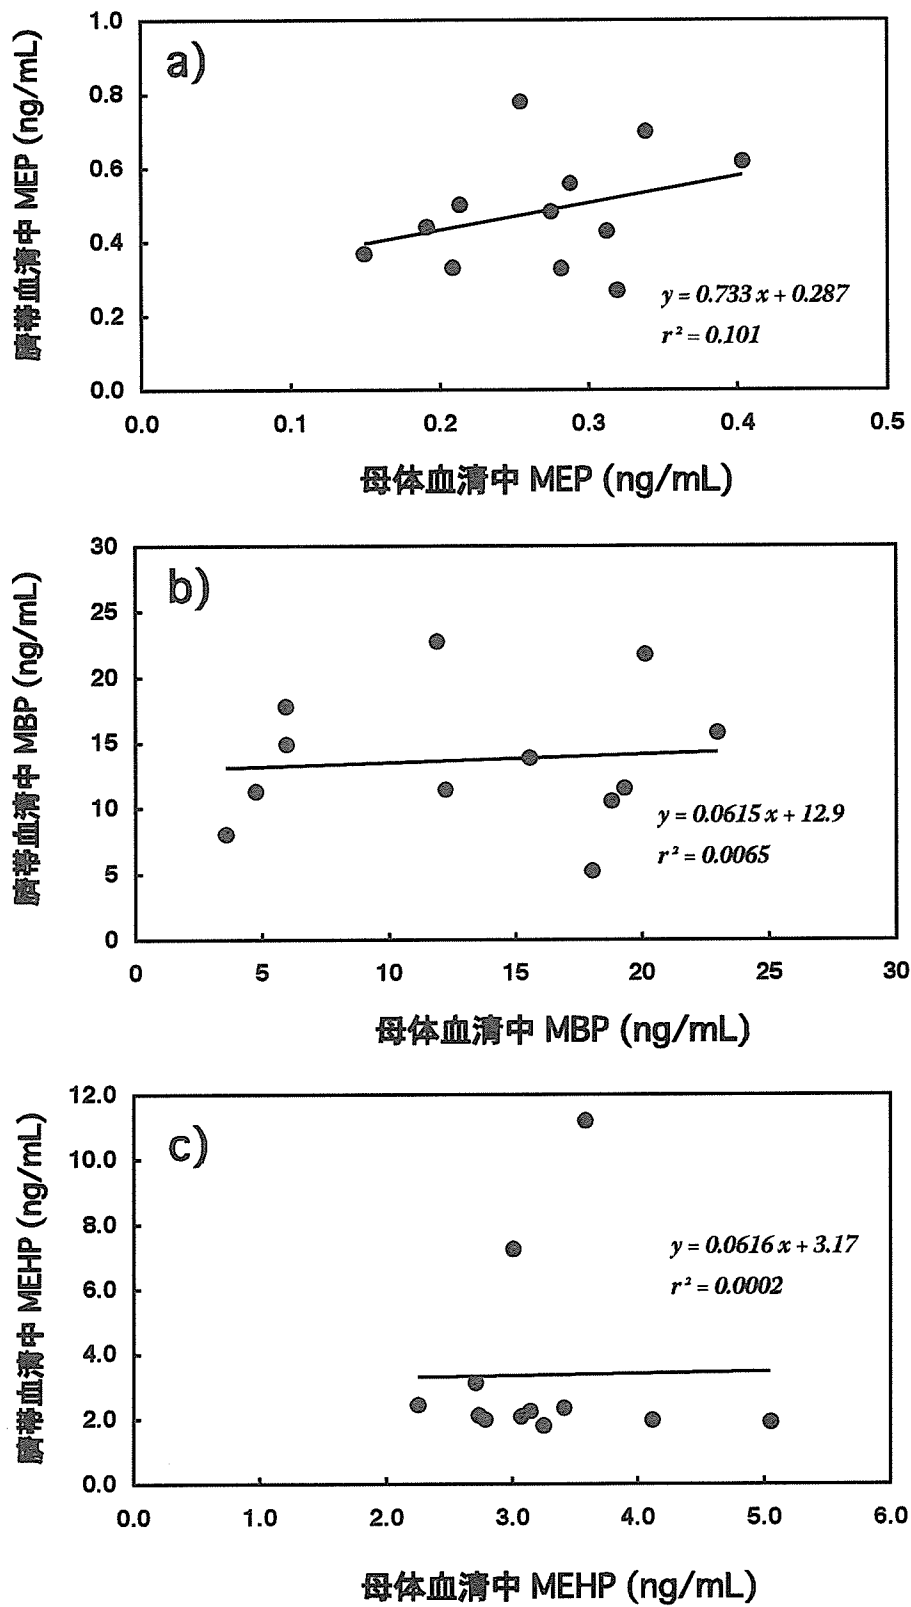 a)
臍帯血清中 MEP (ng/mL)
1.0
0.8
0.6
0.4
0.2
0.0
y = 0.733 x + 0.287
r² = 0.101
0.0 0.1 0.2 0.3 0.4 0.5
母体血清中 MEP (ng/mL)
b)
臍帯血清中 MBP (ng/mL)
30
25
20
15
10
5
0
y = 0.0615 x + 12.9
r² = 0.0065
0 5 10 15 20 25 30
母体血清中 MBP (ng/mL)
c)
臍帯血清中 MEHP (ng/mL)
12.0
10.0
8.0
6.0
4.0
2.0
0.0
y = 0.0616 x + 3.17
r² = 0.0002
0.0 1.0 2.0 3.0 4.0 5.0 6.0
母体血清中 MEHP (ng/mL)